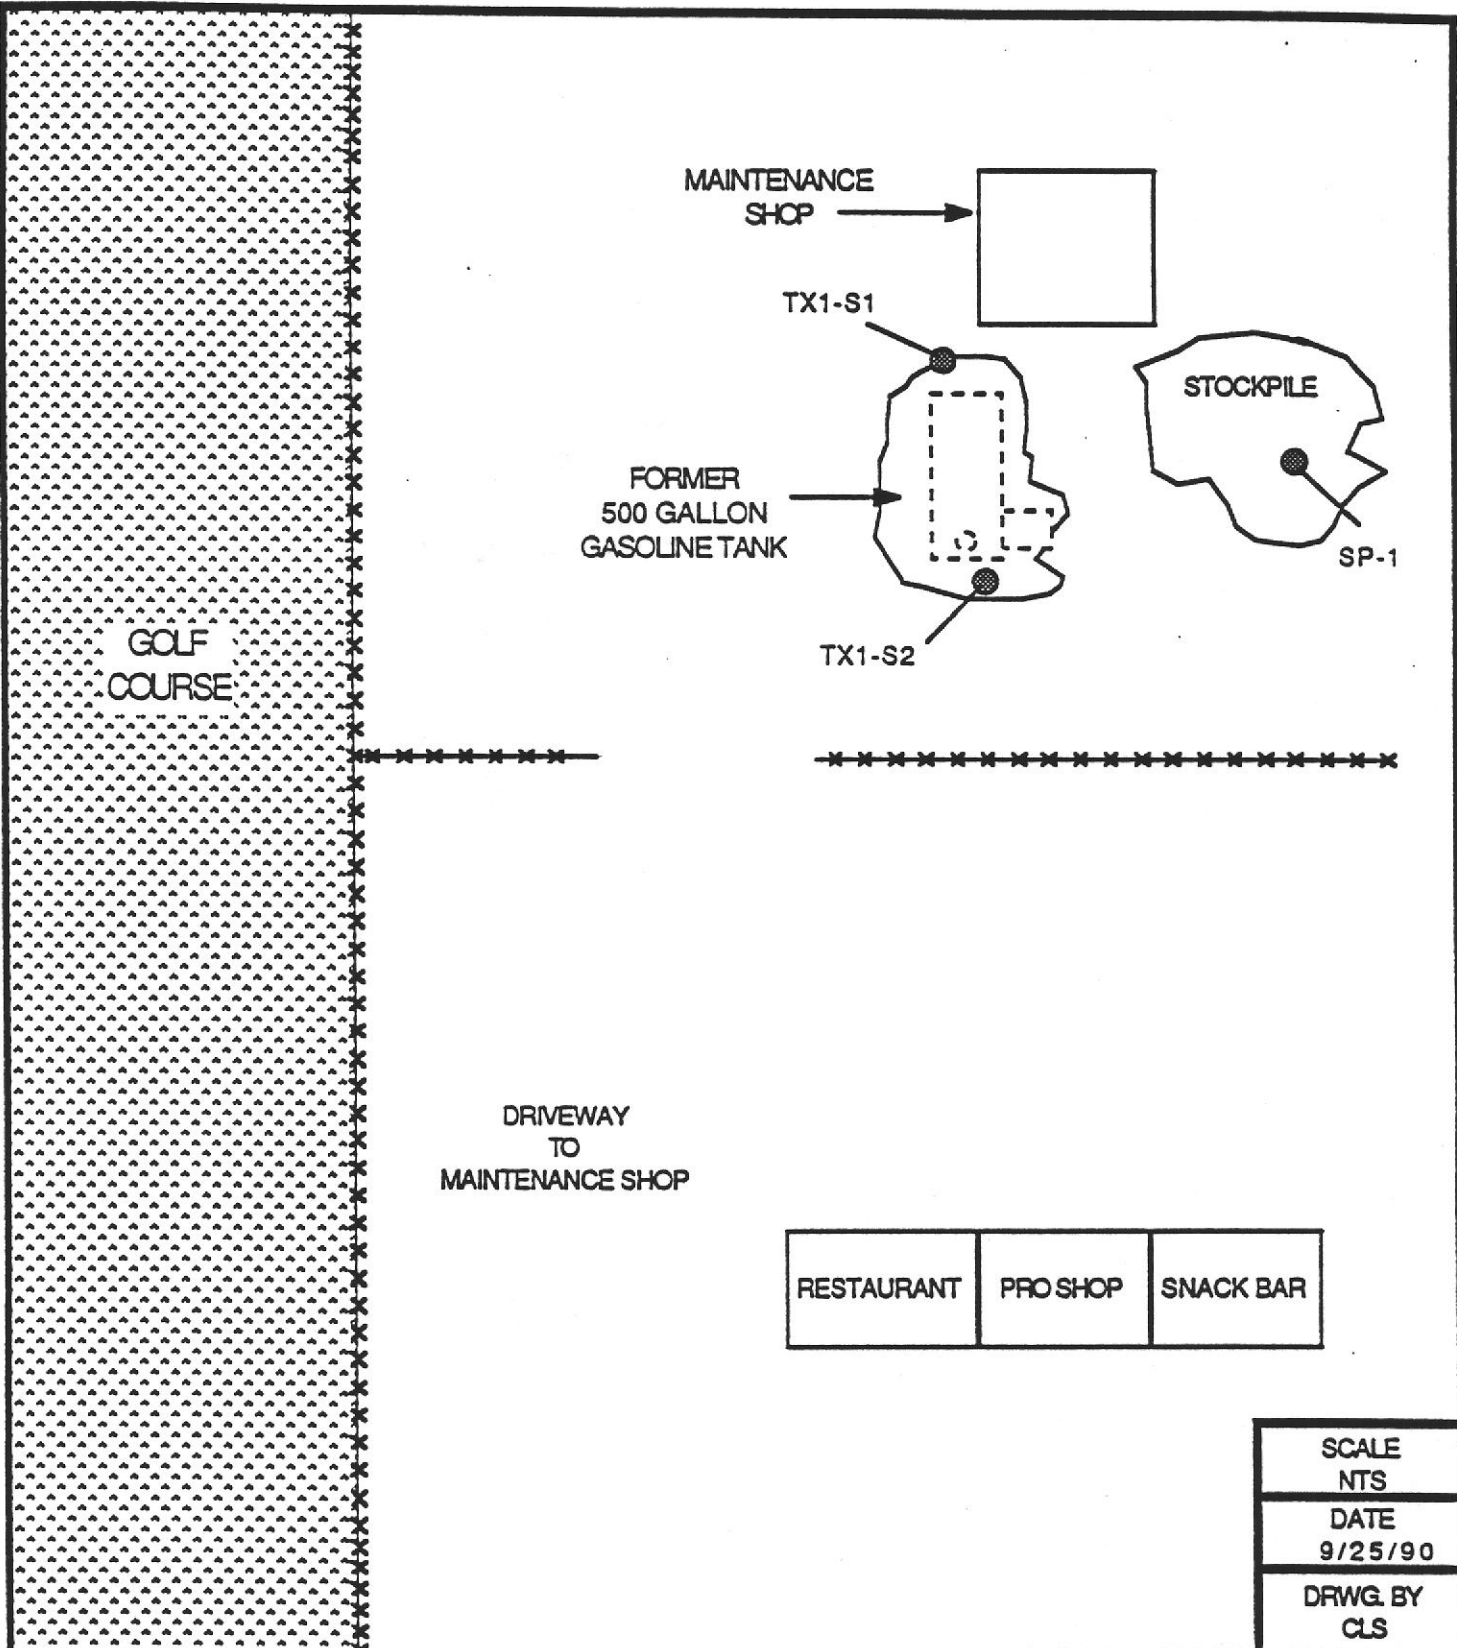 MAINTENANCE
SHOP
TX1-S1
STOCKPILE
FORMER
500 GALLON
GASOLINE TANK
SP-1
GOLF
COURSE
TX1-S2
DRIVEWAY
TO
MAINTENANCE SHOP
RESTAURANT
PRO SHOP
SNACK BAR
SCALE
NTS
DATE
9/25/90
DRWG. BY
CLS